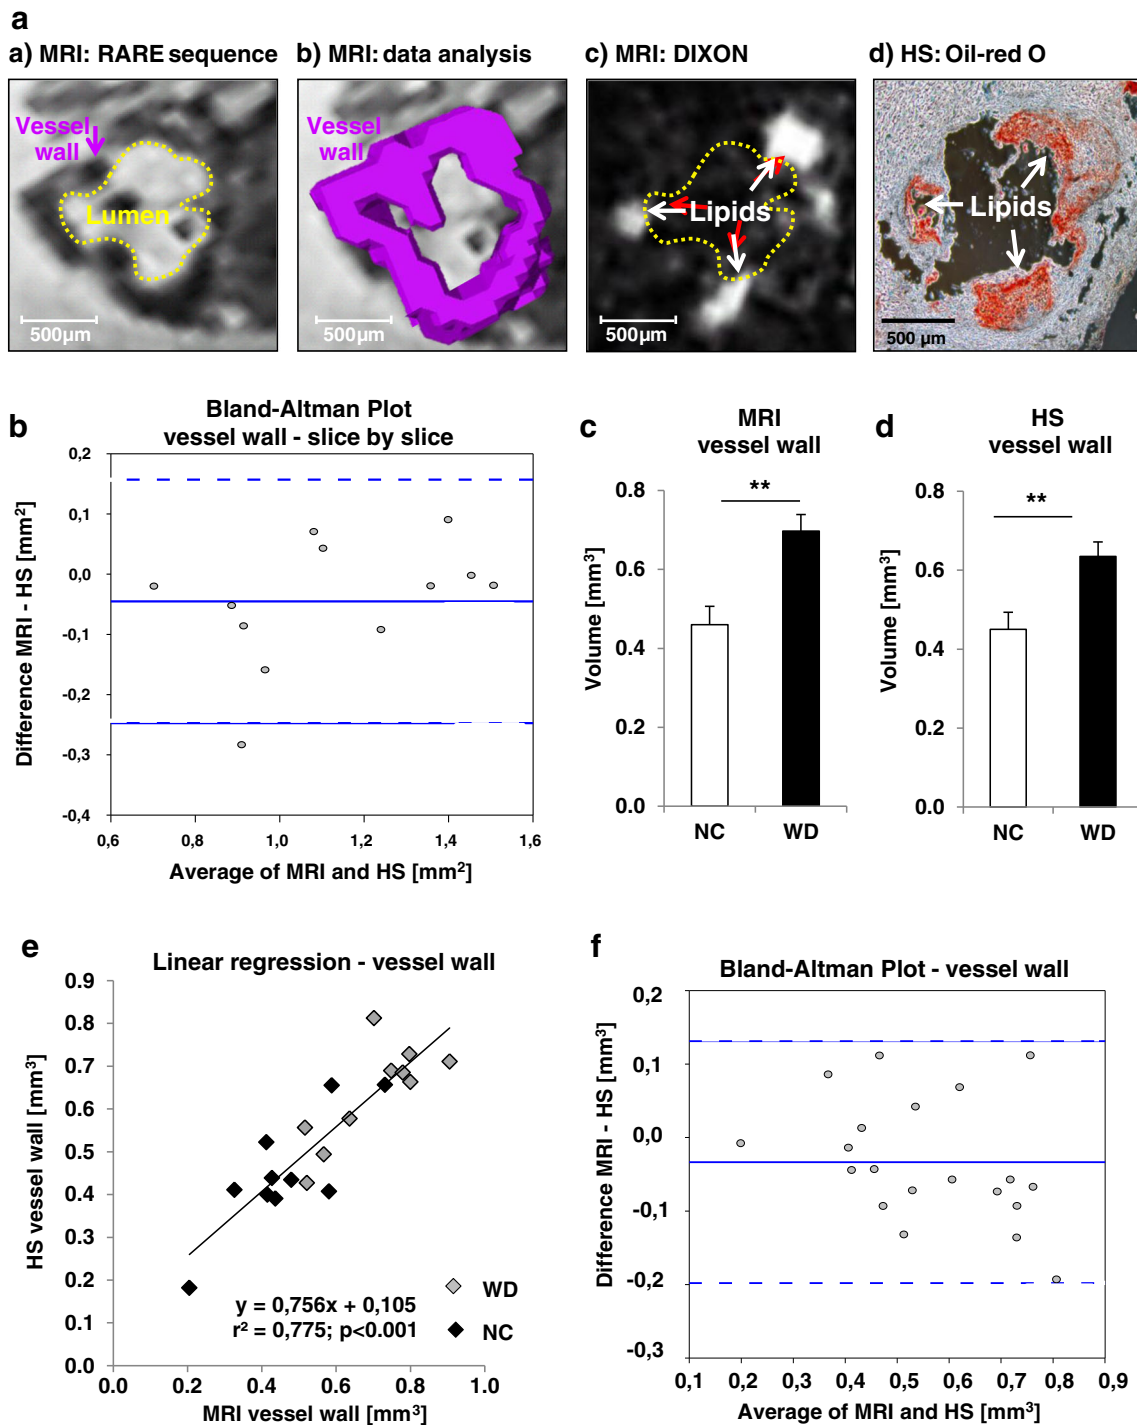 a
a) MRI: RARE sequence
b) MRI: data analysis
c) MRI: DIXON
d) HS: Oil-red O
Vessel
wall
Lumen
500µm
Vessel
wall
500µm
Lipids
500µm
Lipids
500 µm
b
Bland-Altman Plot
vessel wall - slice by slice
0,2
0,1
0,0
-0,1
-0,2
-0,3
-0,4
Difference MRI - HS [mm²]
0,6
0,8
1,0
1,2
1,4
1,6
Average of MRI and HS [mm²]
c
MRI
vessel wall
**
0.8
0.6
0.4
0.2
0.0
Volume [mm³]
NC
WD
d
HS
vessel wall
**
0.8
0.6
0.4
0.2
0.0
Volume [mm³]
NC
WD
e
Linear regression - vessel wall
0.9
0.8
0.7
0.6
0.5
0.4
0.3
0.2
0.1
0.0
HS vessel wall [mm³]
y = 0,756x + 0,105
r² = 0,775; p<0.001
WD
NC
0.0
0.2
0.4
0.6
0.8
1.0
MRI vessel wall [mm³]
f
Bland-Altman Plot - vessel wall
0,2
0,1
0,0
-0,1
-0,2
-0,3
Difference MRI - HS [mm³]
0,1
0,2
0,3
0,4
0,5
0,6
0,7
0,8
0,9
Average of MRI and HS [mm³]